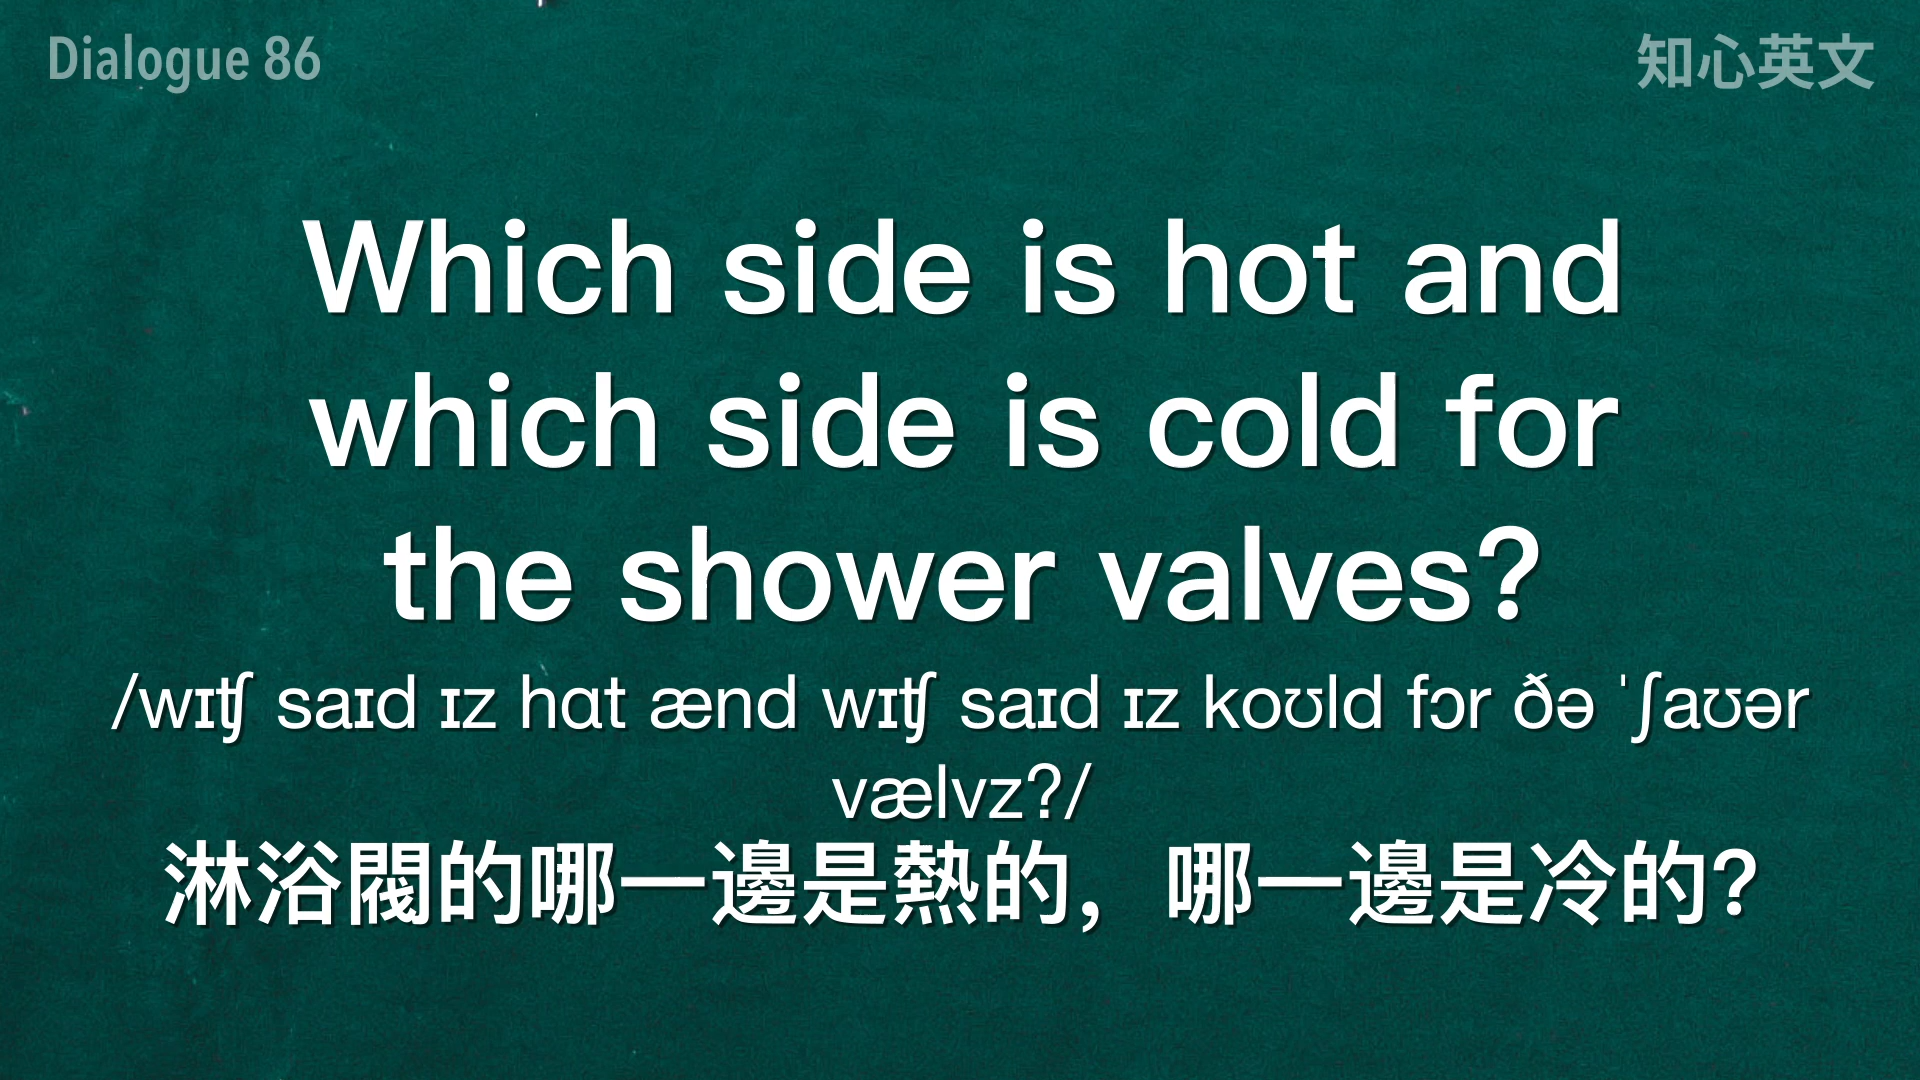 Dialogue 86
知心英文
Which side is hot and
which side is cold for
the shower valves?
/wɪʧ saɪd ɪz hɑt ænd wɪʧ saɪd ɪz koʊld fɔr ðə ˈʃaʊər
vælvz?/
淋浴閥的哪一邊是熱的，哪一邊是冷的？